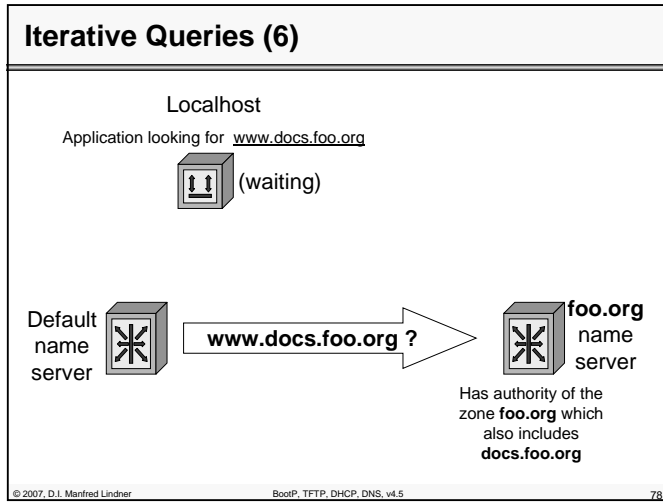 Iterative Queries (6)
Localhost
Application looking for www.docs.foo.org
(waiting)
Default
name
server
www.docs.foo.org ?
foo.org
name
server
Has authority of the
zone foo.org which
also includes
docs.foo.org
© 2007, D.I. Manfred Lindner
BootP, TFTP, DHCP, DNS, v4.5
78